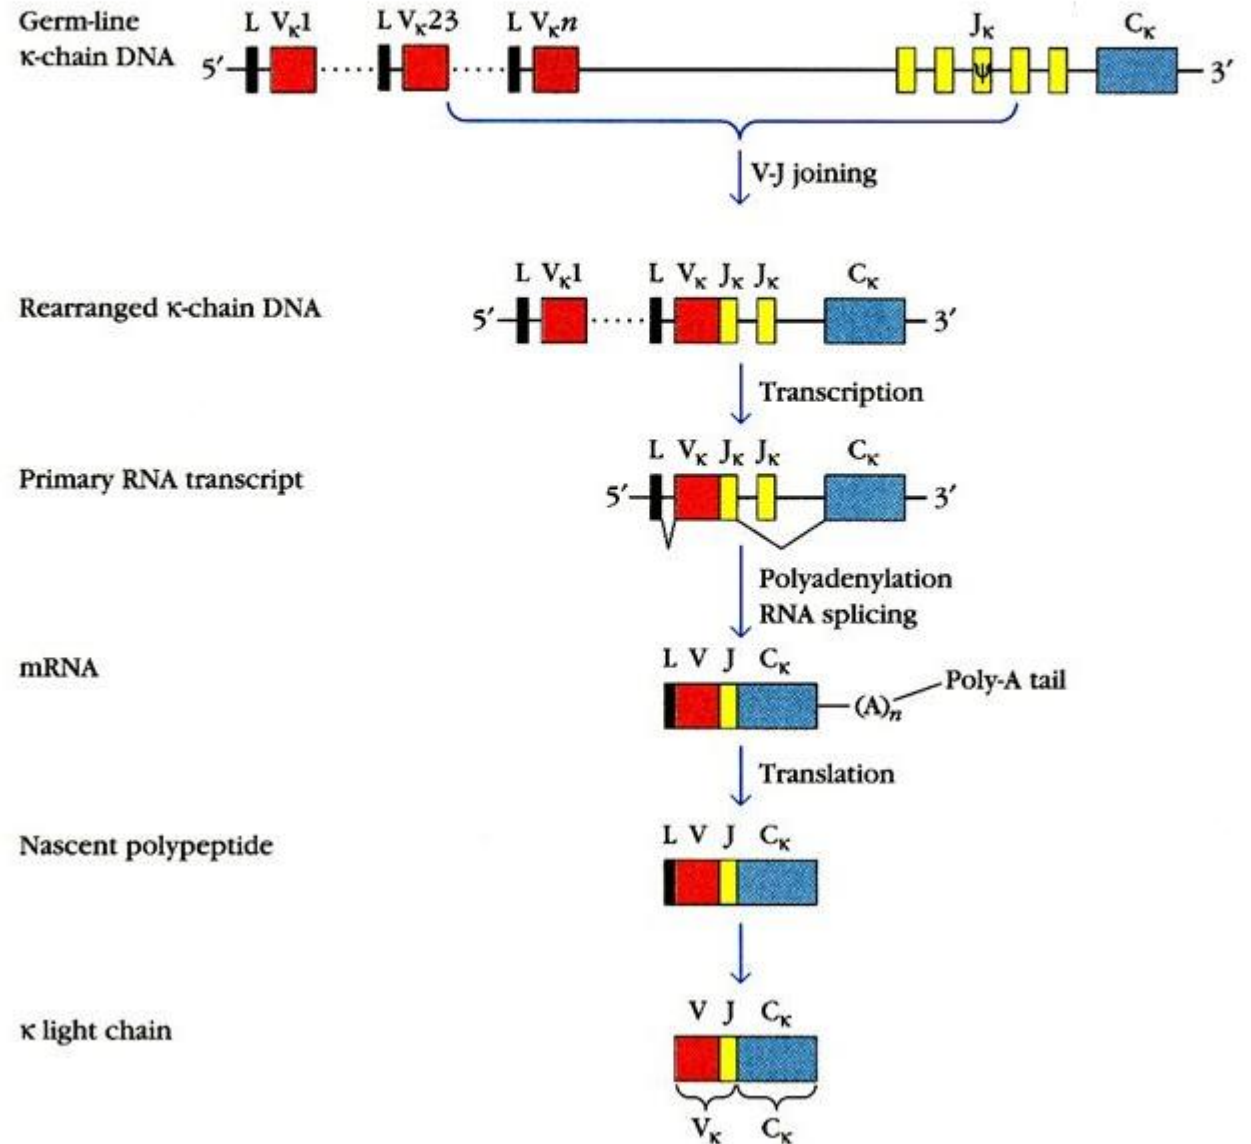 Germ-line
κ-chain DNA
L Vκ1 L Vκ23 L Vκn Jκ Cκ
5′ ψ 3′
V-J joining
L Vκ1 L Vκ Jκ Jκ Cκ
Rearranged κ-chain DNA
5′ 3′
Transcription
L Vκ Jκ Jκ Cκ
Primary RNA transcript
5′ 3′
Polyadenylation
RNA splicing
L V J Cκ
mRNA
(A)n
Poly-A tail
Translation
L V J Cκ
Nascent polypeptide
V J Cκ
κ light chain
Vκ Cκ